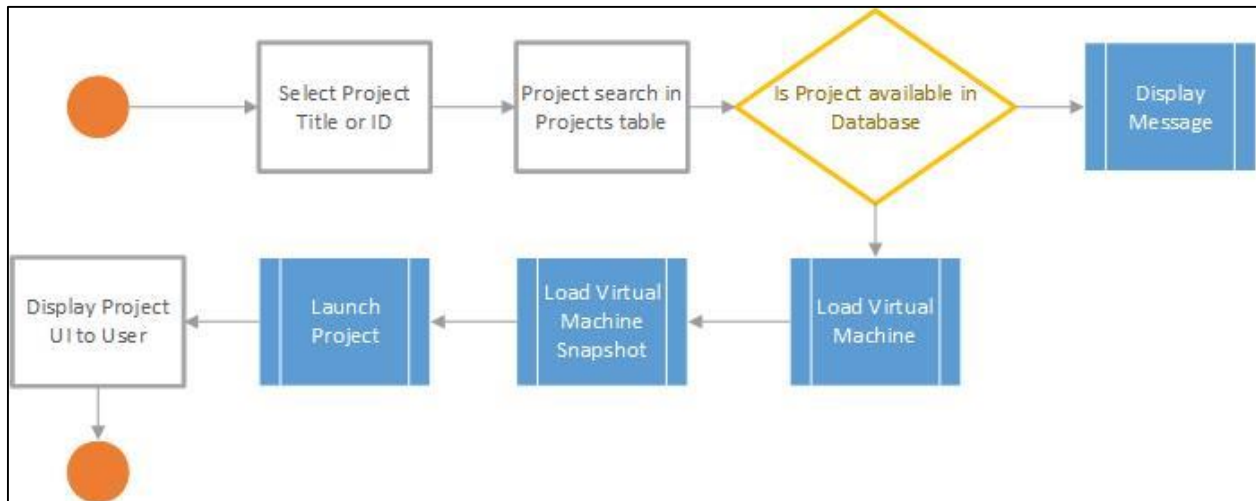 Select Project
Title or ID
Project search in
Projects table
Is Project available in
Database
Display
Message
Display Project
UI to User
Launch
Project
Load Virtual
Machine
Snapshot
Load Virtual
Machine